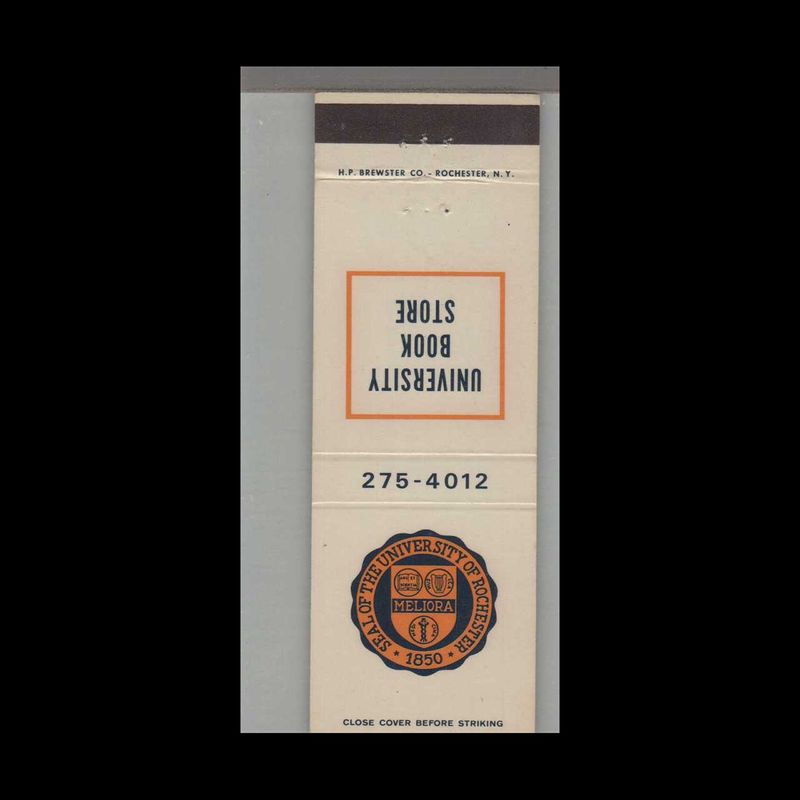 H.P. BREWSTER CO. - ROCHESTER, N.Y.
UNIVERSITY
BOOK
STORE
275-4012
SEAL OF THE UNIVERSITY OF ROCHESTER
MELIORA
* 1850 *
CLOSE COVER BEFORE STRIKING